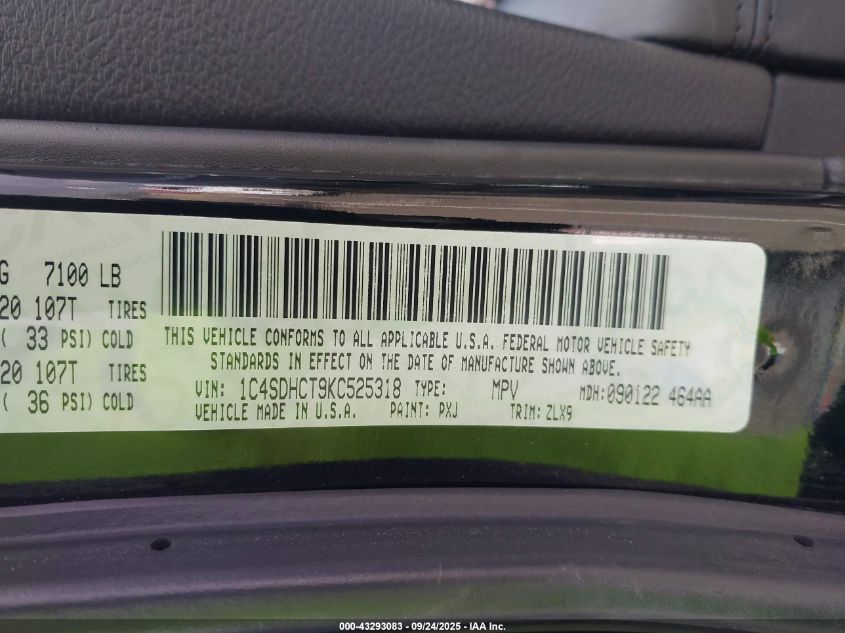 G 7100 LB
20 107T TIRES
( 33 PSI) COLD
20 107T TIRES
( 36 PSI) COLD
THIS VEHICLE CONFORMS TO ALL APPLICABLE U.S.A. FEDERAL MOTOR VEHICLE SAFETY
STANDARDS IN EFFECT ON THE DATE OF MANUFACTURE SHOWN ABOVE.
VIN: 1C4SDHCT9KC525318 TYPE: MPV MDH:090122 464AA
VEHICLE MADE IN U.S.A. PAINT: PXJ TRIM: ZLX9
000-43293083 - 09/24/2025 - IAA Inc.